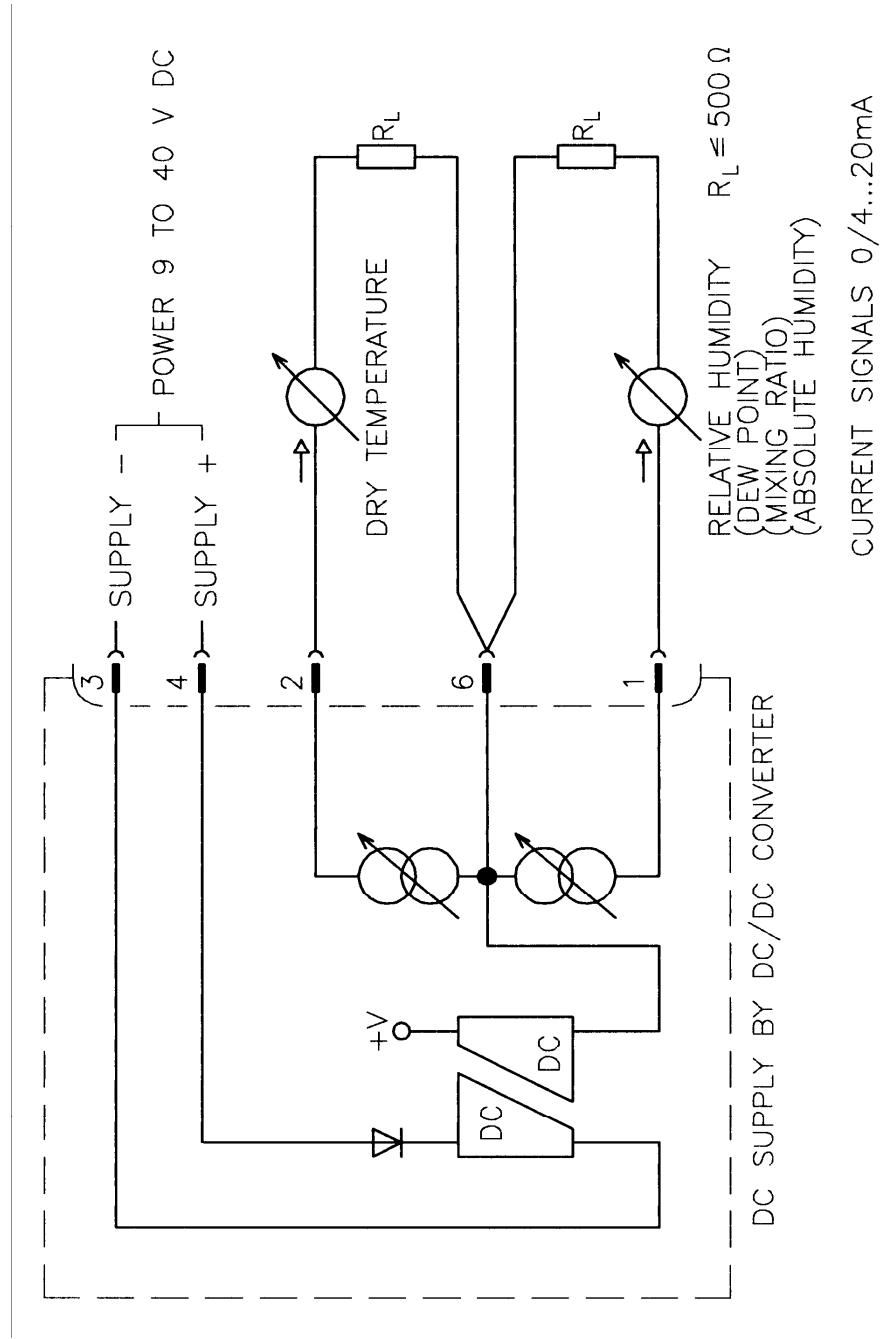 3
SUPPLY -
POWER 9 TO 40 V DC
4
SUPPLY +
+V
DC
DC
2
DRY TEMPERATURE
R_L
6
R_L
1
RELATIVE HUMIDITY R_L ≤ 500 Ω
(DEW POINT)
(MIXING RATIO)
(ABSOLUTE HUMIDITY)
DC SUPPLY BY DC/DC CONVERTER
CURRENT SIGNALS 0/4...20mA